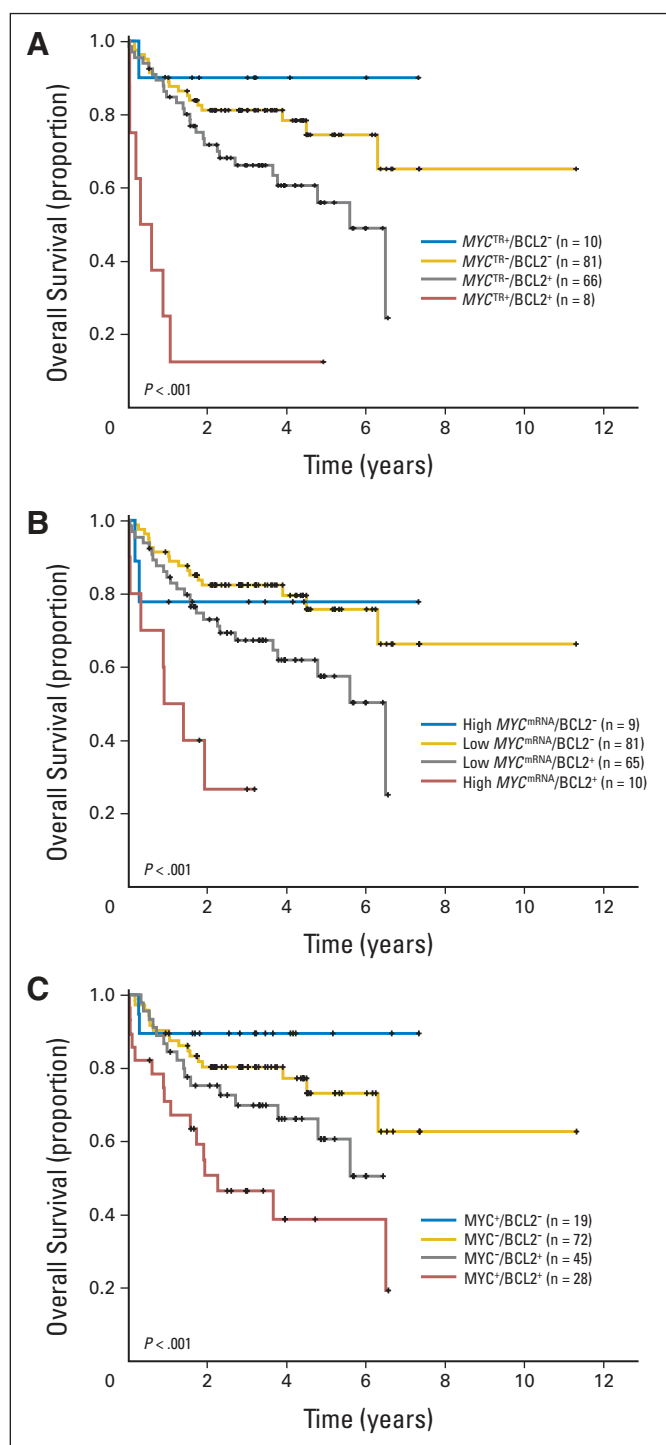 A
Overall Survival (proportion)
1.0
0.8
0.6
0.4
0.2
MYCᵀᴿ⁺/BCL2⁻ (n = 10)
MYCᵀᴿ⁻/BCL2⁻ (n = 81)
MYCᵀᴿ⁻/BCL2⁺ (n = 66)
MYCᵀᴿ⁺/BCL2⁺ (n = 8)
P < .001
0 2 4 6 8 10 12
Time (years)
B
Overall Survival (proportion)
1.0
0.8
0.6
0.4
0.2
High MYCᵐᴿᴺᴬ/BCL2⁻ (n = 9)
Low MYCᵐᴿᴺᴬ/BCL2⁻ (n = 81)
Low MYCᵐᴿᴺᴬ/BCL2⁺ (n = 65)
High MYCᵐᴿᴺᴬ/BCL2⁺ (n = 10)
P < .001
0 2 4 6 8 10 12
Time (years)
C
Overall Survival (proportion)
1.0
0.8
0.6
0.4
0.2
MYC⁺/BCL2⁻ (n = 19)
MYC⁻/BCL2⁻ (n = 72)
MYC⁻/BCL2⁺ (n = 45)
MYC⁺/BCL2⁺ (n = 28)
P < .001
0 2 4 6 8 10 12
Time (years)